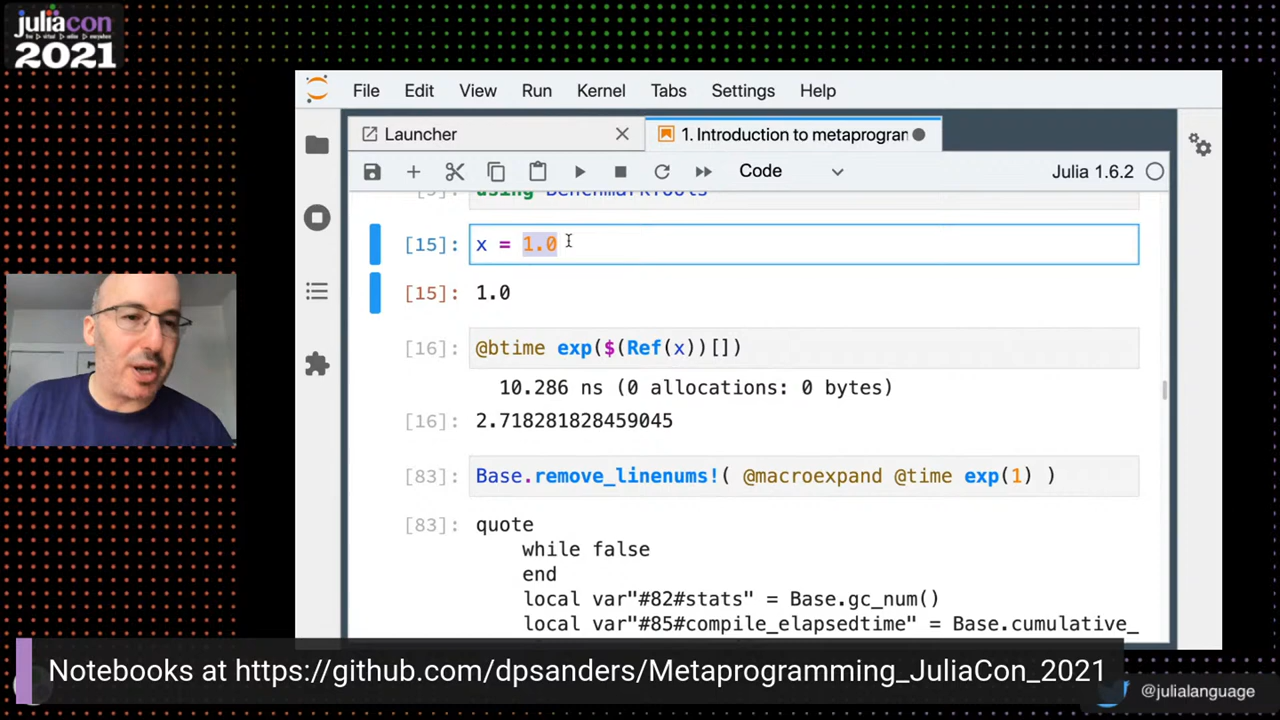 juliacon
2021
File Edit View Run Kernel Tabs Settings Help
Launcher
1. Introduction to metaprogran
Code
Julia 1.6.2
using BenchmarkTools
[15]: x = 1.0
[15]: 1.0
[16]: @btime exp($(Ref(x))[])
10.286 ns (0 allocations: 0 bytes)
[16]: 2.718281828459045
[83]: Base.remove_linenums!( @macroexpand @time exp(1) )
[83]: quote
while false
end
local var"#82#stats" = Base.gc_num()
local var"#85#compile_elapsedtime" = Base.cumulative_
Notebooks at https://github.com/dpsanders/Metaprogramming_JuliaCon_2021
@julialanguage